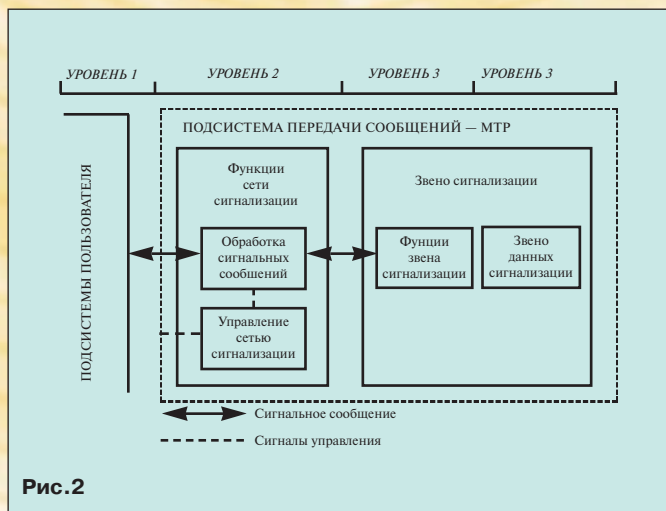 УРОВЕНЬ 1 УРОВЕНЬ 2 УРОВЕНЬ 3 УРОВЕНЬ 3
ПОДСИСТЕМА ПЕРЕДАЧИ СООБЩЕНИЙ — МТР
ПОДСИСТЕМЫ ПОЛЬЗОВАТЕЛЯ
Функции
сети
сигнализации
Обработка
сигнальных
сообщений
Управление
сетью
сигнализации
Звено сигнализации
Фунции
звена
сигнализации
Звено
данных
сигнализации
Сигнальное сообщение
Сигналы управления
Рис.2